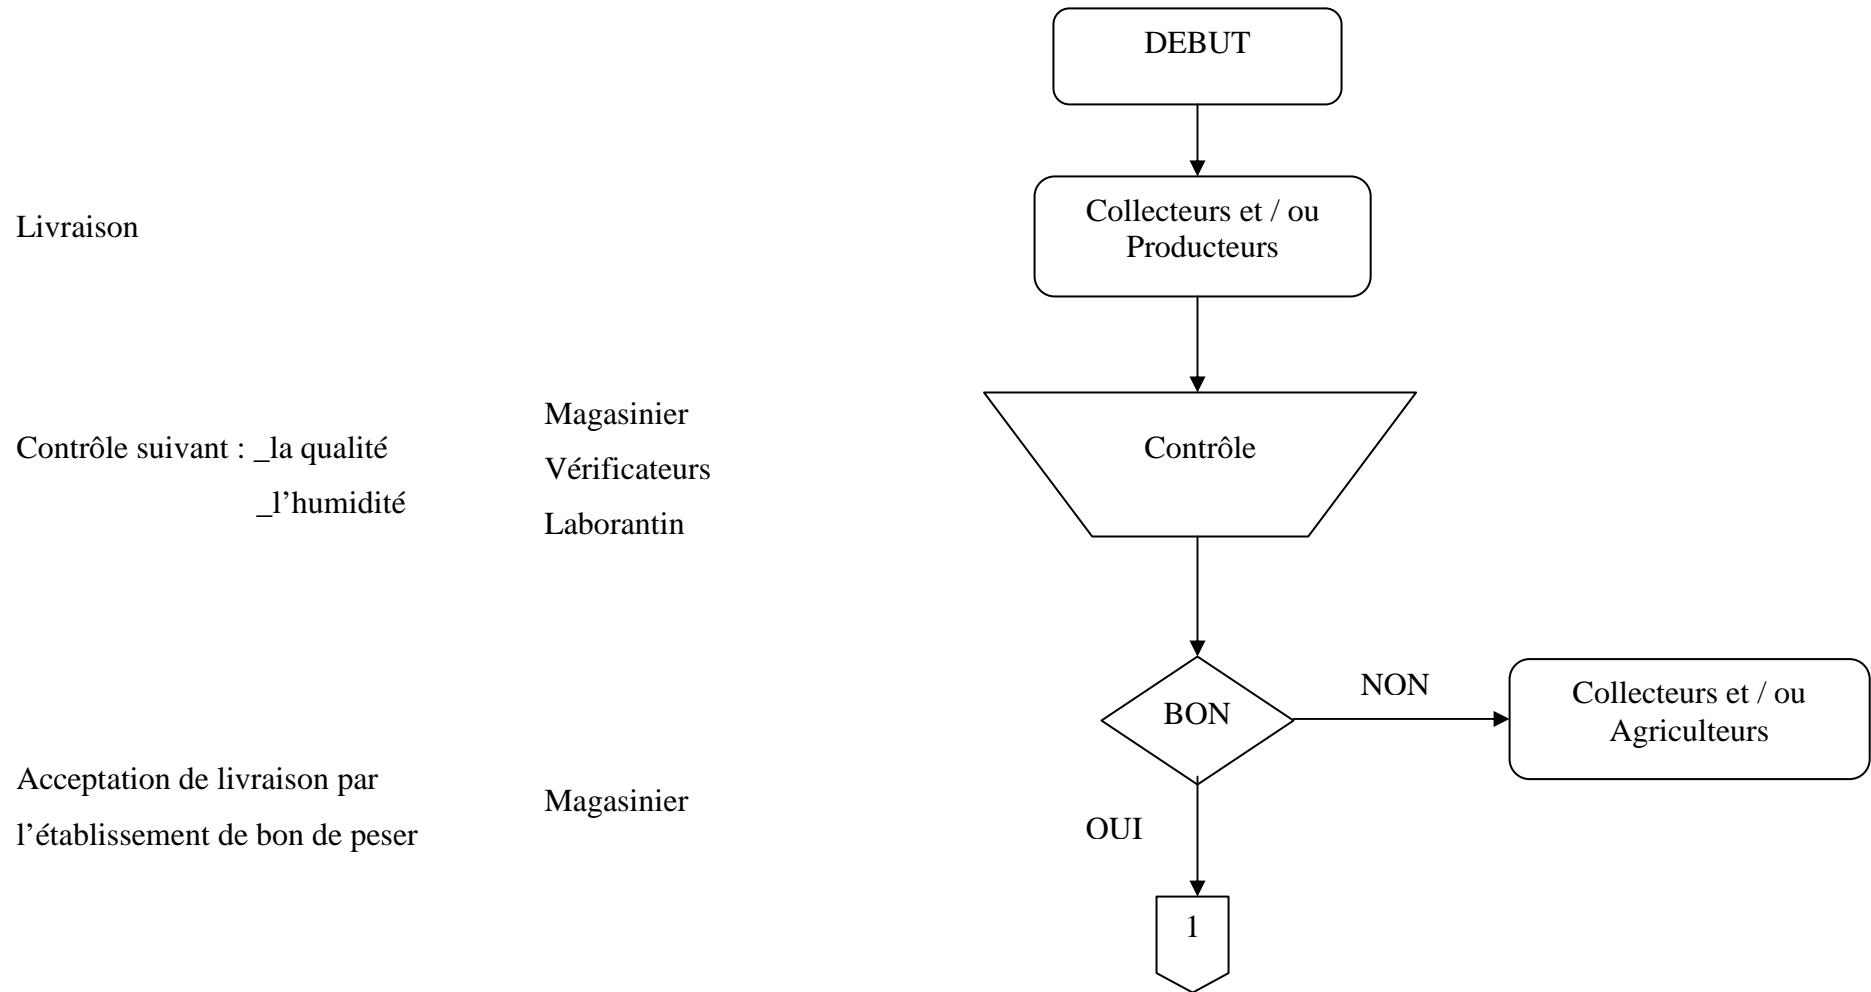 DEBUT
Livraison
Collecteurs et / ou
Producteurs
Contrôle suivant : _la qualité
_l’humidité
Magasinier
Vérificateurs
Laborantin
Contrôle
BON
NON
Collecteurs et / ou
Agriculteurs
Acceptation de livraison par
l’établissement de bon de peser
Magasinier
OUI
1